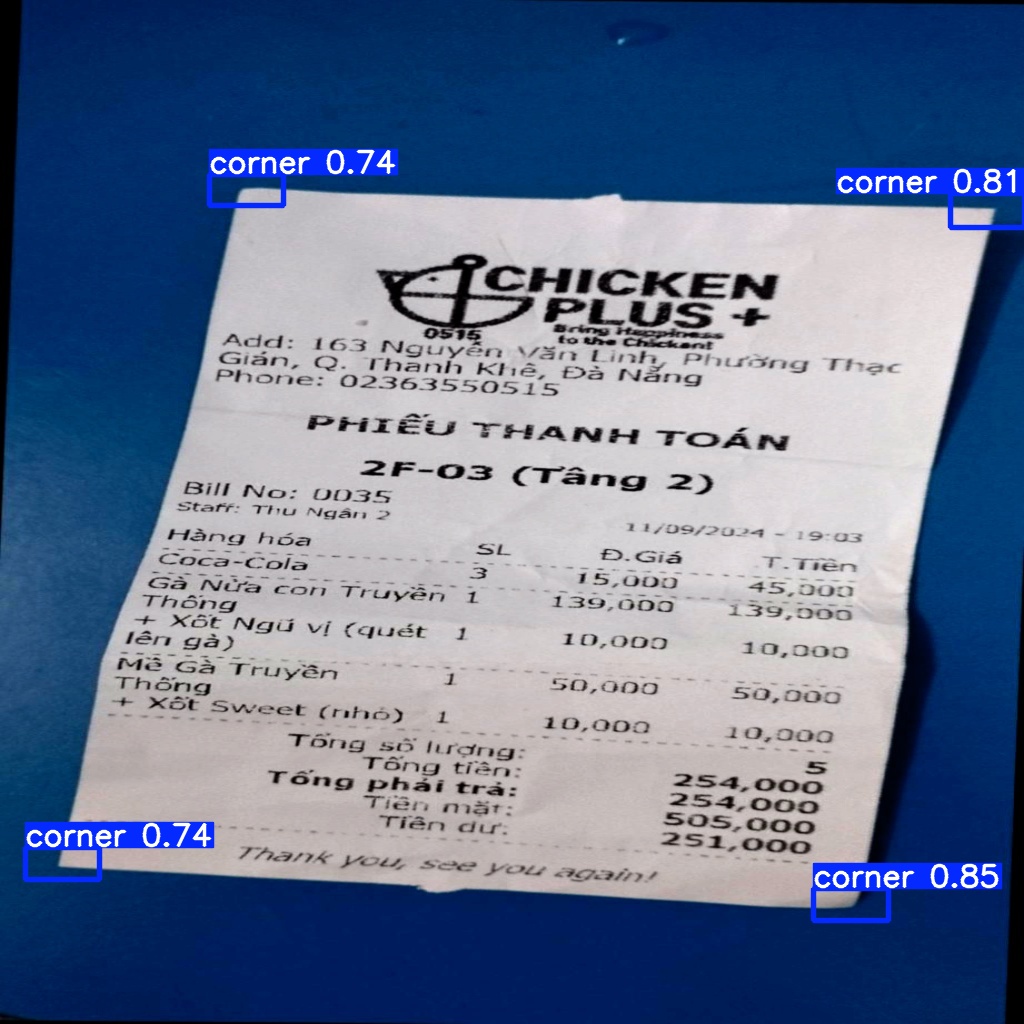 corner 0.74
corner 0.81
CHICKEN
PLUS +
0515
Bring Happiness
to the Chicken!
Add: 163 Nguyễn Văn Linh, Phường Thạc
Gián, Q. Thanh Khê, Đà Nẵng
Phone: 02363550515
PHIẾU THANH TOÁN
2F-03 (Tầng 2)
Bill No: 0035
Staff: Thu Ngân 2
11/09/2024 - 19:03
Hàng hóa SL Đ.Giá T.Tiền
Coca-Cola 3 15,000 45,000
Gà Nửa con Truyền 1 139,000 139,000
Thống
+ Xốt Ngũ vị (quét 1 10,000 10,000
lên gà)
Mề Gà Truyền 1 50,000 50,000
Thống
+ Xốt Sweet (nhỏ) 1 10,000 10,000
Tổng số lượng: 5
Tổng tiền: 254,000
Tổng phải trả: 254,000
Tiền mặt: 505,000
Tiền dư: 251,000
Thank you, see you again!
corner 0.74
corner 0.85